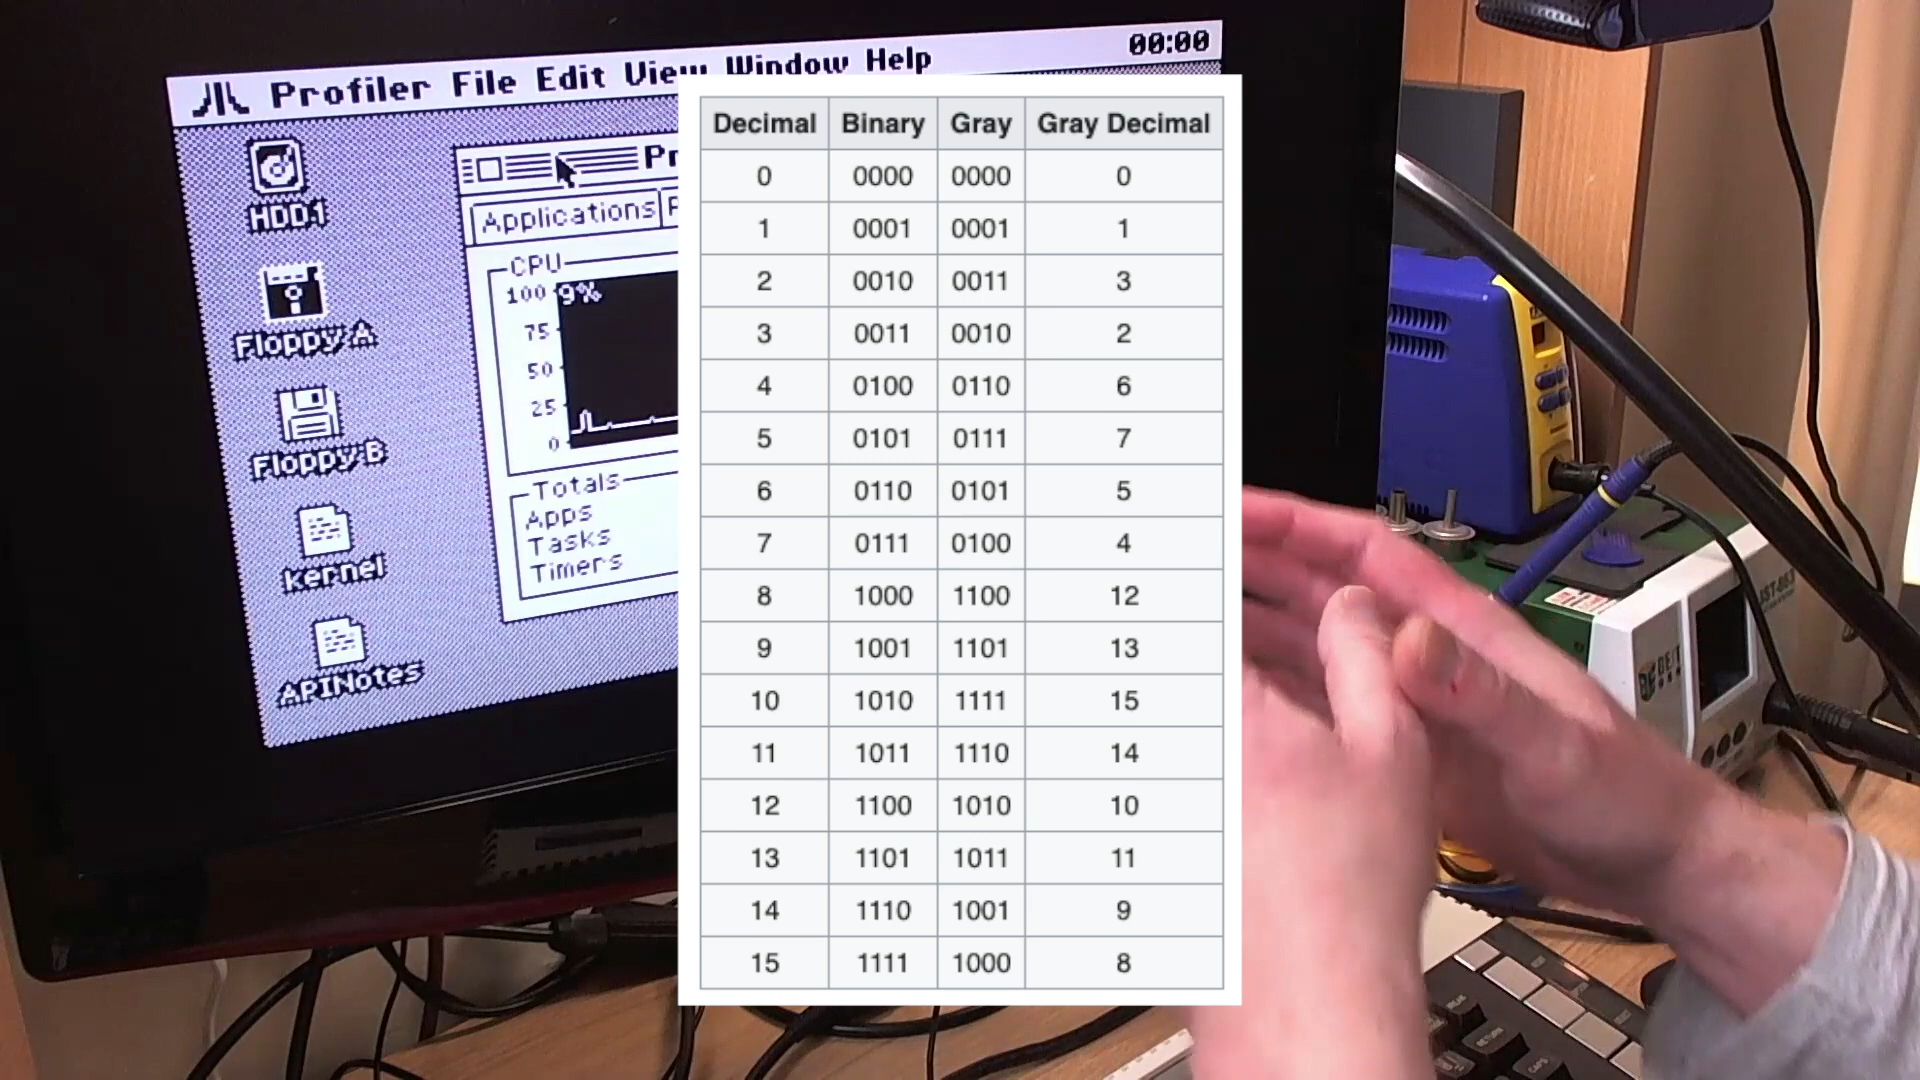 Profiler File Edit View Window Help 00:00
HDD1
Floppy A
Floppy B
kernel
APINotes
Pr
Applications
CPU
100 9%
75
50
25
0
Totals
Apps
Tasks
Timers
Decimal Binary Gray Gray Decimal
0 0000 0000 0
1 0001 0001 1
2 0010 0011 3
3 0011 0010 2
4 0100 0110 6
5 0101 0111 7
6 0110 0101 5
7 0111 0100 4
8 1000 1100 12
9 1001 1101 13
10 1010 1111 15
11 1011 1110 14
12 1100 1010 10
13 1101 1011 11
14 1110 1001 9
15 1111 1000 8
RETURN